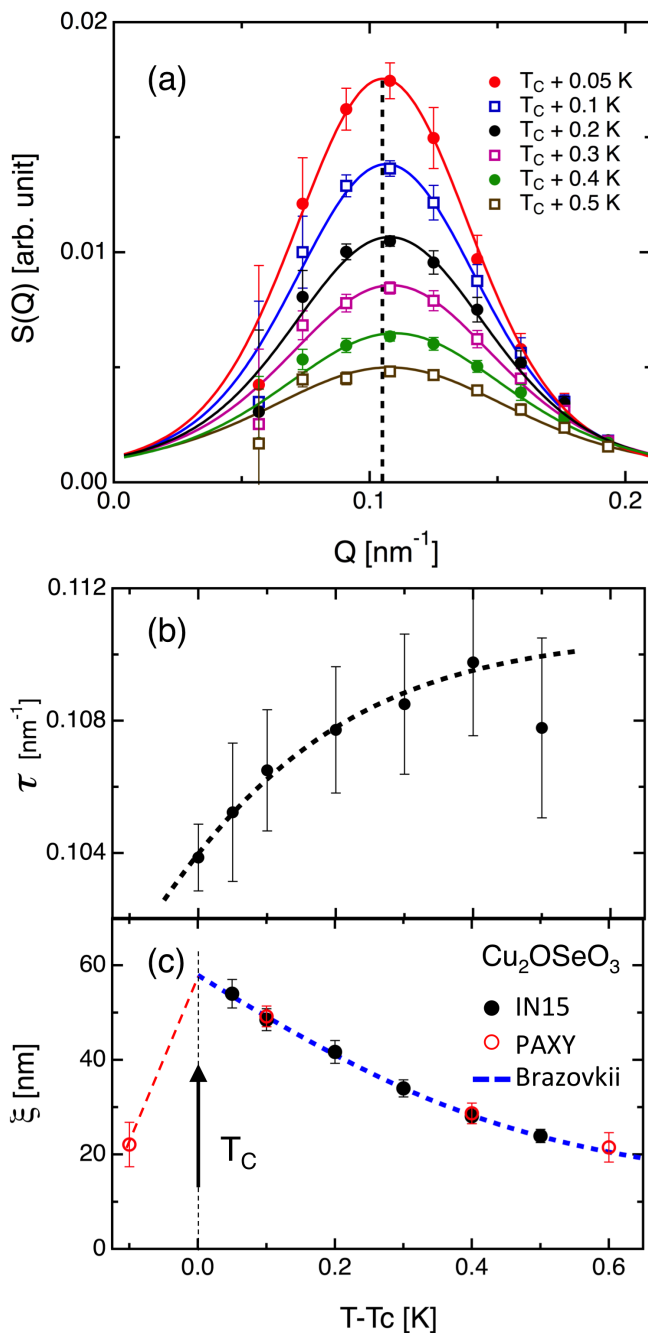 0.02
(a)
T_C + 0.05 K
T_C + 0.1 K
T_C + 0.2 K
T_C + 0.3 K
T_C + 0.4 K
T_C + 0.5 K
0.01
S(Q) [arb. unit]
0.00
0.0
0.1
0.2
Q [nm⁻¹]
0.112
(b)
0.108
τ [nm⁻¹]
0.104
(c)
Cu₂OSeO₃
60
IN15
PAXY
Brazovkii
40
ξ [nm]
20
T_C
0
0.0
0.2
0.4
0.6
T-Tc [K]